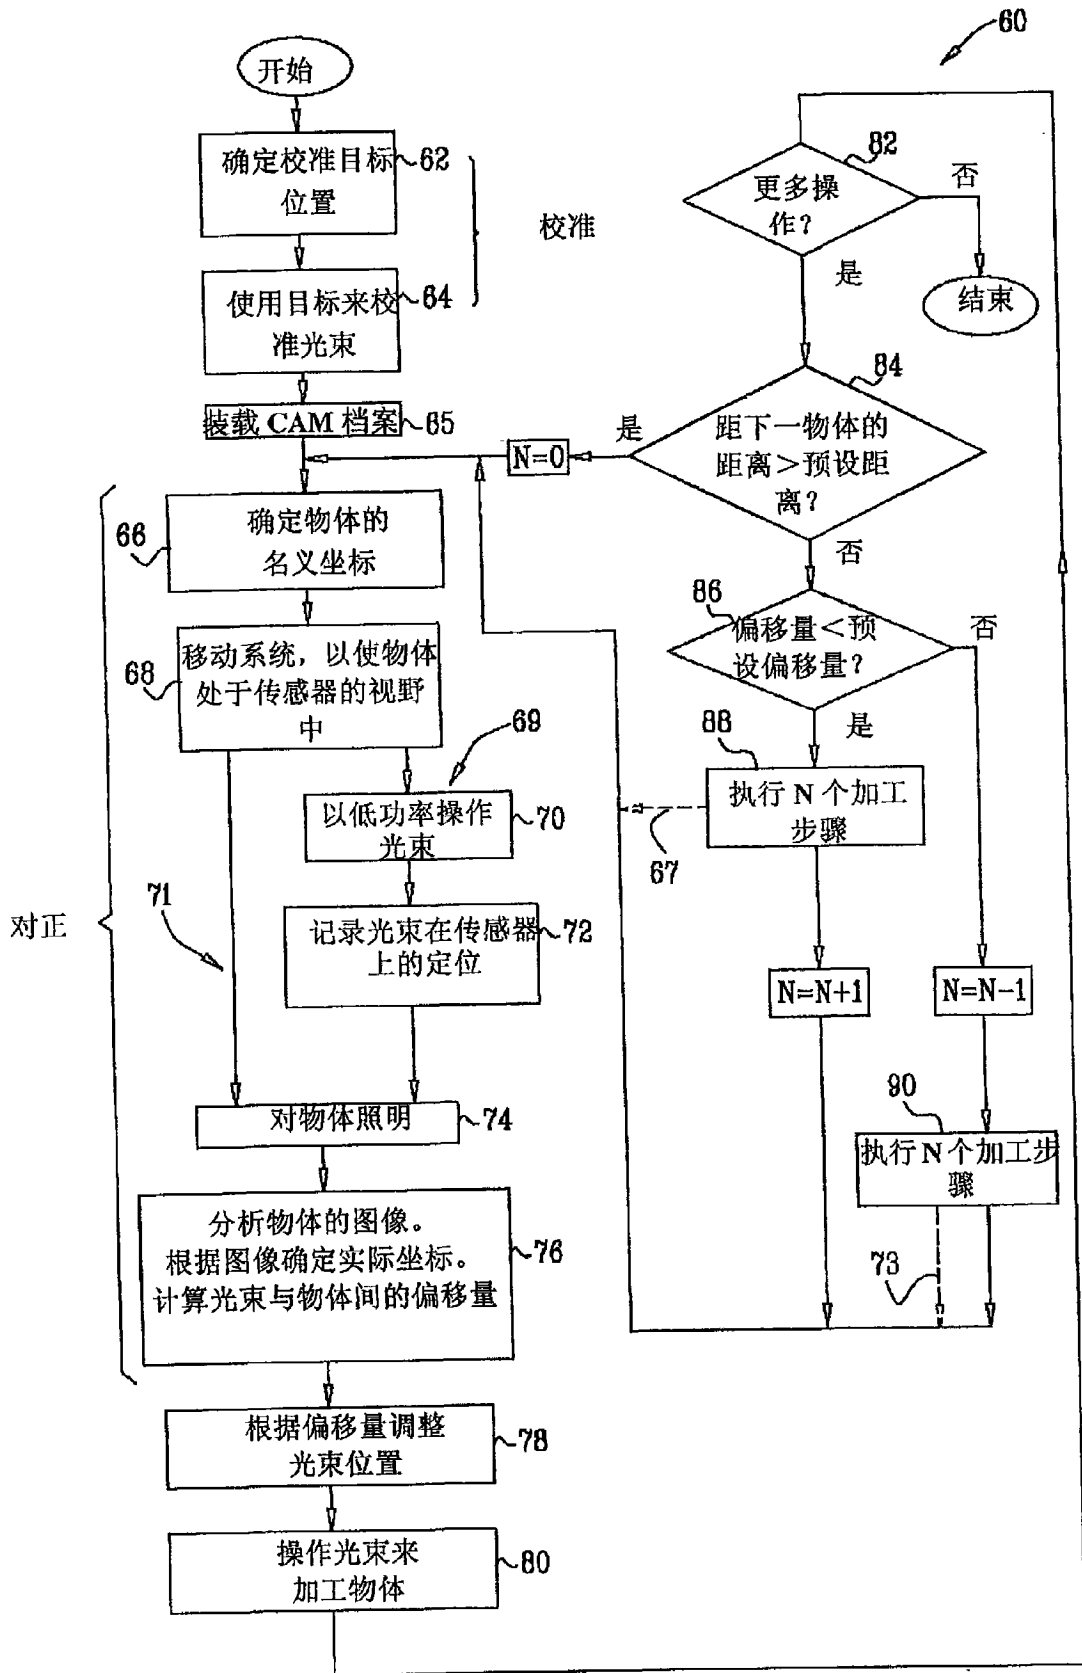 60
开始
确定校准目标
位置
62
校准
使用目标来校
准光束
64
装载 CAM 档案
65
确定物体的
名义坐标
66
移动系统，以使物体
处于传感器的视野
中
68
69
以低功率操作
光束
70
71
记录光束在传感器
上的定位
72
对正
对物体照明
74
分析物体的图像。
根据图像确定实际坐标。
计算光束与物体间的偏移量
76
根据偏移量调整
光束位置
78
操作光束来
加工物体
80
更多操
作？
82
否
结束
是
84
距下一物体的
距离＞预设距
离？
是
N=0
否
86
偏移量＜预
设偏移量？
否
是
88
执行 N 个加工
步骤
67
N=N+1
N=N-1
90
执行 N 个加工步
骤
73